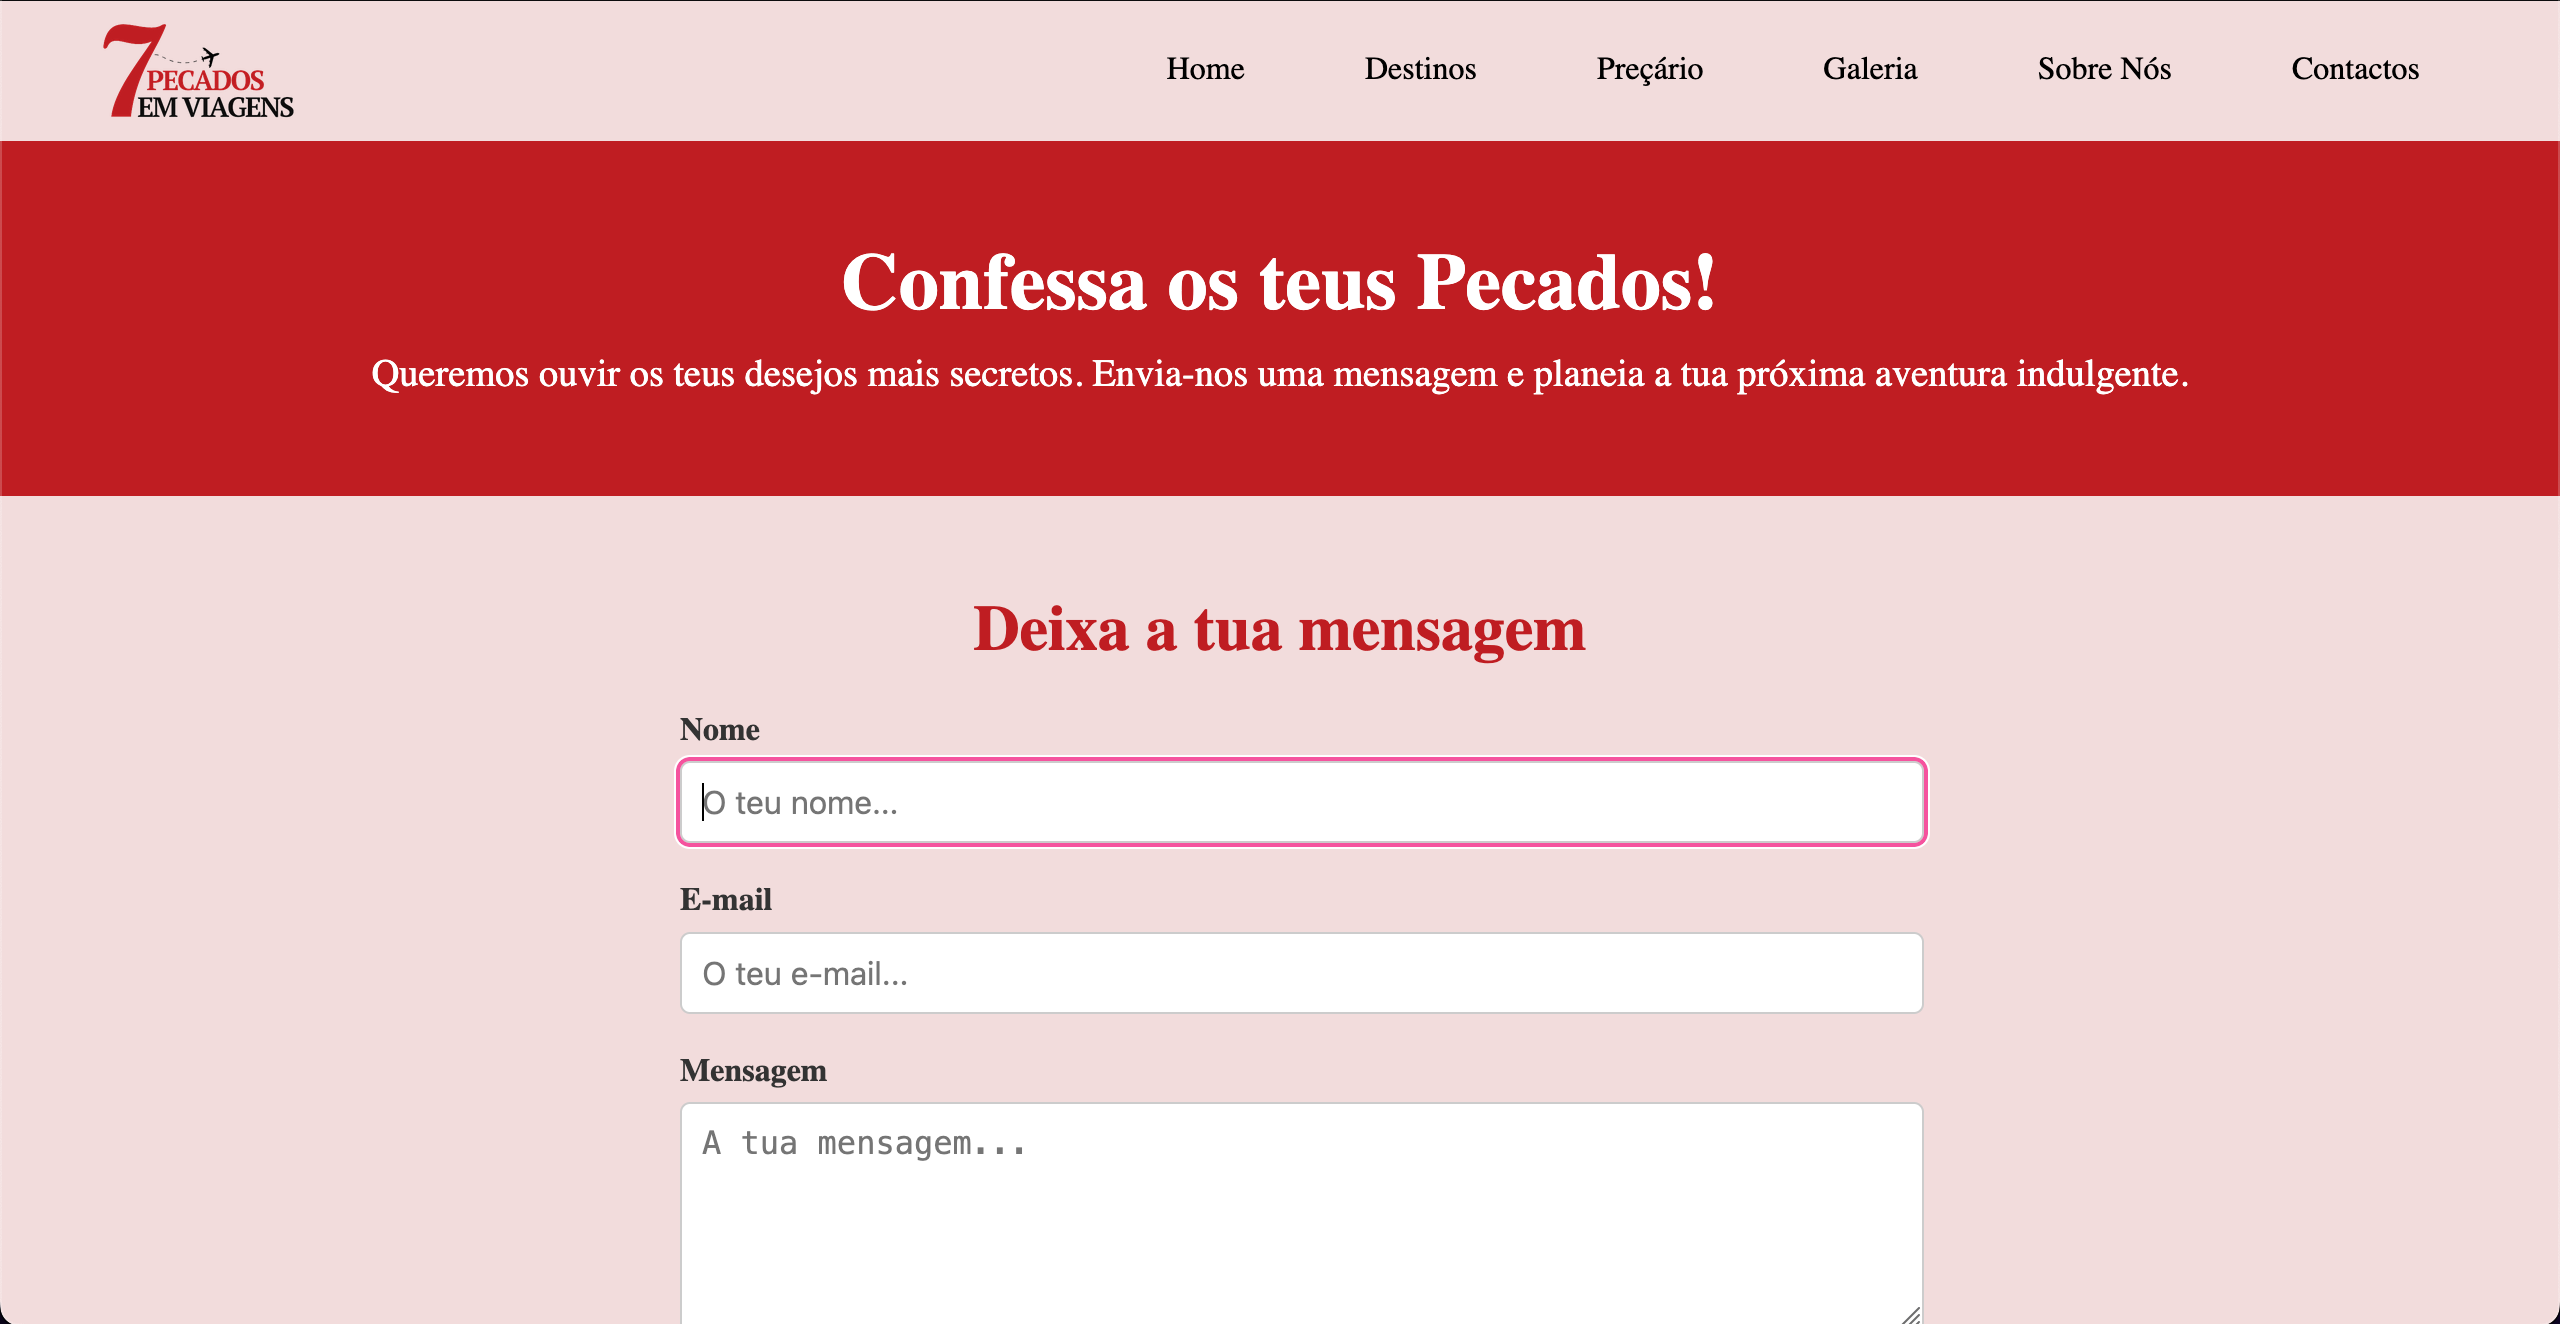 7 PECADOS
EM VIAGENS
Home Destinos Preçário Galeria Sobre Nós Contactos
Confessa os teus Pecados!
Queremos ouvir os teus desejos mais secretos. Envia-nos uma mensagem e planeia a tua próxima aventura indulgente.
Deixa a tua mensagem
Nome
O teu nome...
E-mail
O teu e-mail...
Mensagem
A tua mensagem...